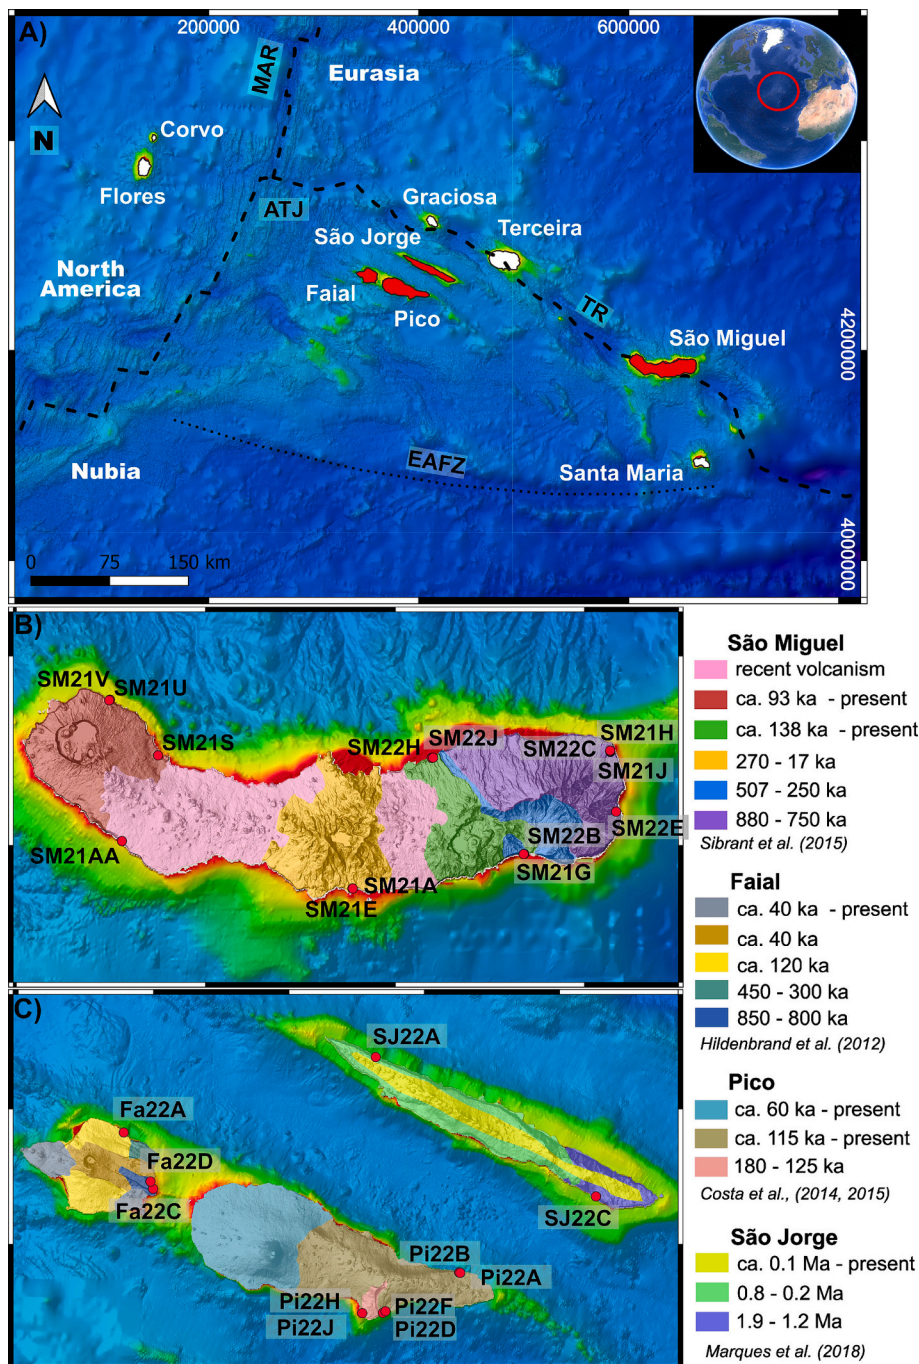 A)
200000
400000
600000
MAR
Eurasia
N
Corvo
Flores
ATJ
Graciosa
Terceira
São Jorge
North
America
Faial
Pico
TR
São Miguel
4200000
EAFZ
Nubia
Santa Maria
0
75
150 km
4000000
B)
SM21V
SM21U
SM21S
SM22H
SM22J
SM22C
SM21H
SM21J
SM22E
SM22B
SM21G
SM21AA
SM21A
SM21E
São Miguel
recent volcanism
ca. 93 ka - present
ca. 138 ka - present
270 - 17 ka
507 - 250 ka
880 - 750 ka
Sibrant et al. (2015)
Faial
ca. 40 ka - present
ca. 40 ka
ca. 120 ka
450 - 300 ka
850 - 800 ka
Hildenbrand et al. (2012)
C)
SJ22A
Fa22A
Fa22D
Fa22C
SJ22C
Pi22B
Pi22A
Pi22H
Pi22F
Pi22J
Pi22D
Pico
ca. 60 ka - present
ca. 115 ka - present
180 - 125 ka
Costa et al., (2014, 2015)
São Jorge
ca. 0.1 Ma - present
0.8 - 0.2 Ma
1.9 - 1.2 Ma
Marques et al. (2018)